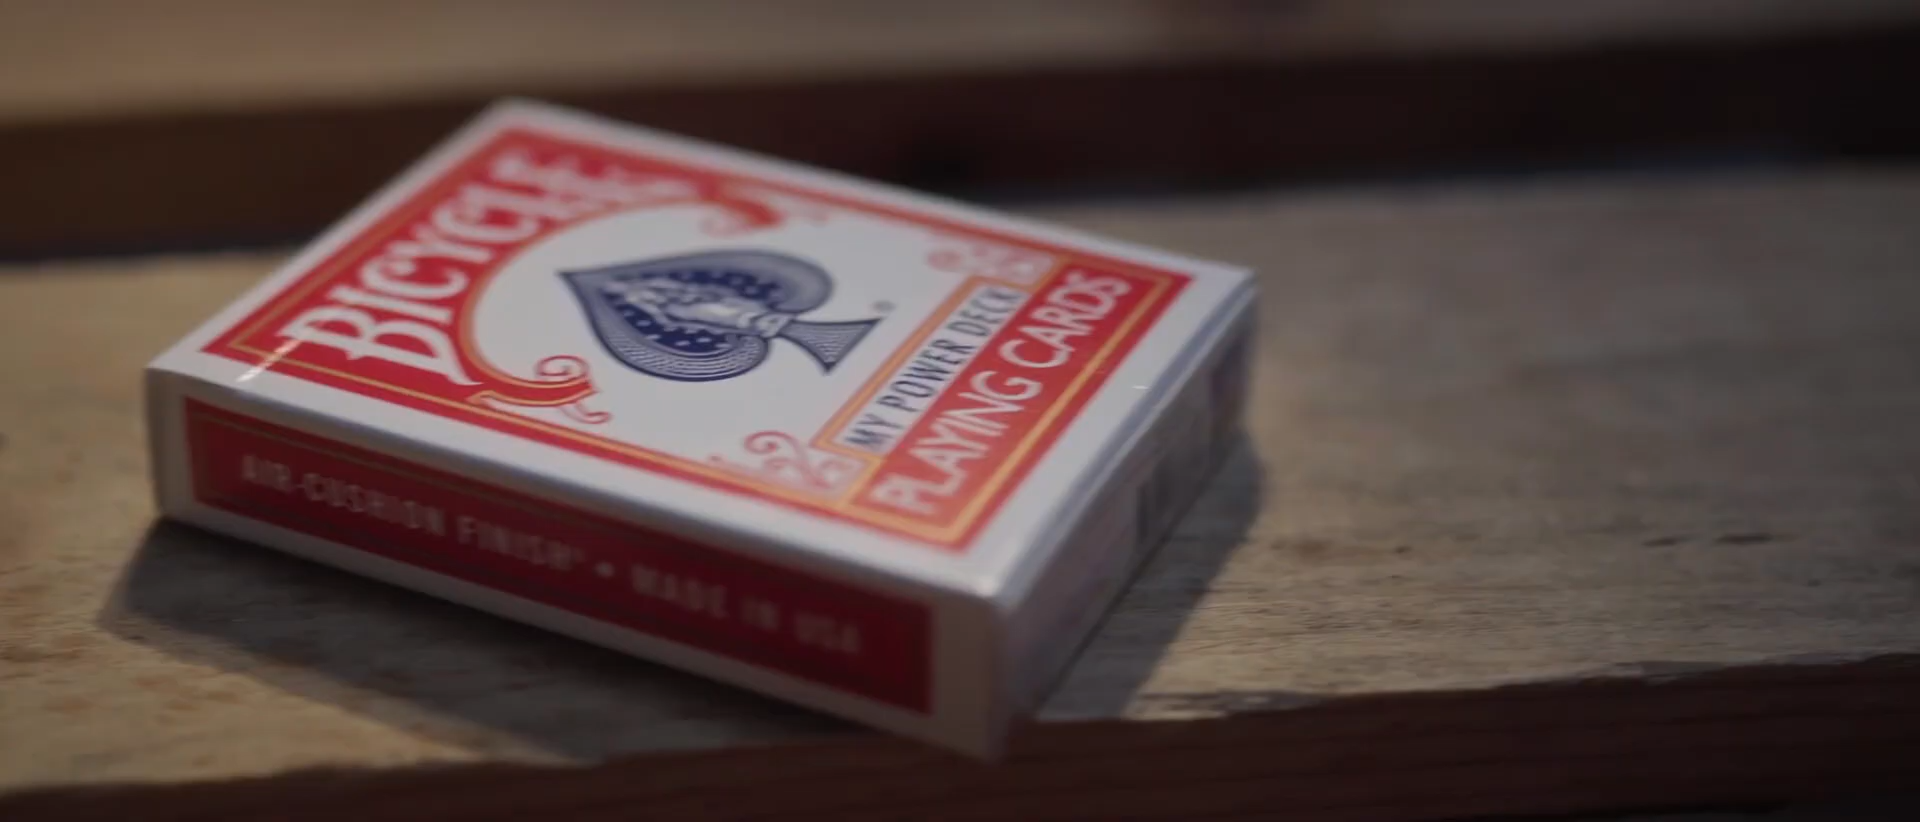 BICYCLE
®
MY POWER DECK
PLAYING CARDS
AIR-CUSHION FINISH® • MADE IN USA